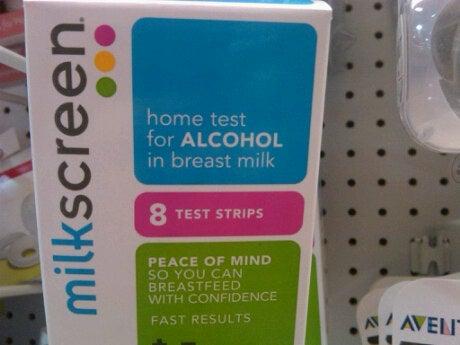 milkscreen
home test
for ALCOHOL
in breast milk
8 TEST STRIPS
PEACE OF MIND
SO YOU CAN
BREASTFEED
WITH CONFIDENCE
FAST RESULTS
AVENT